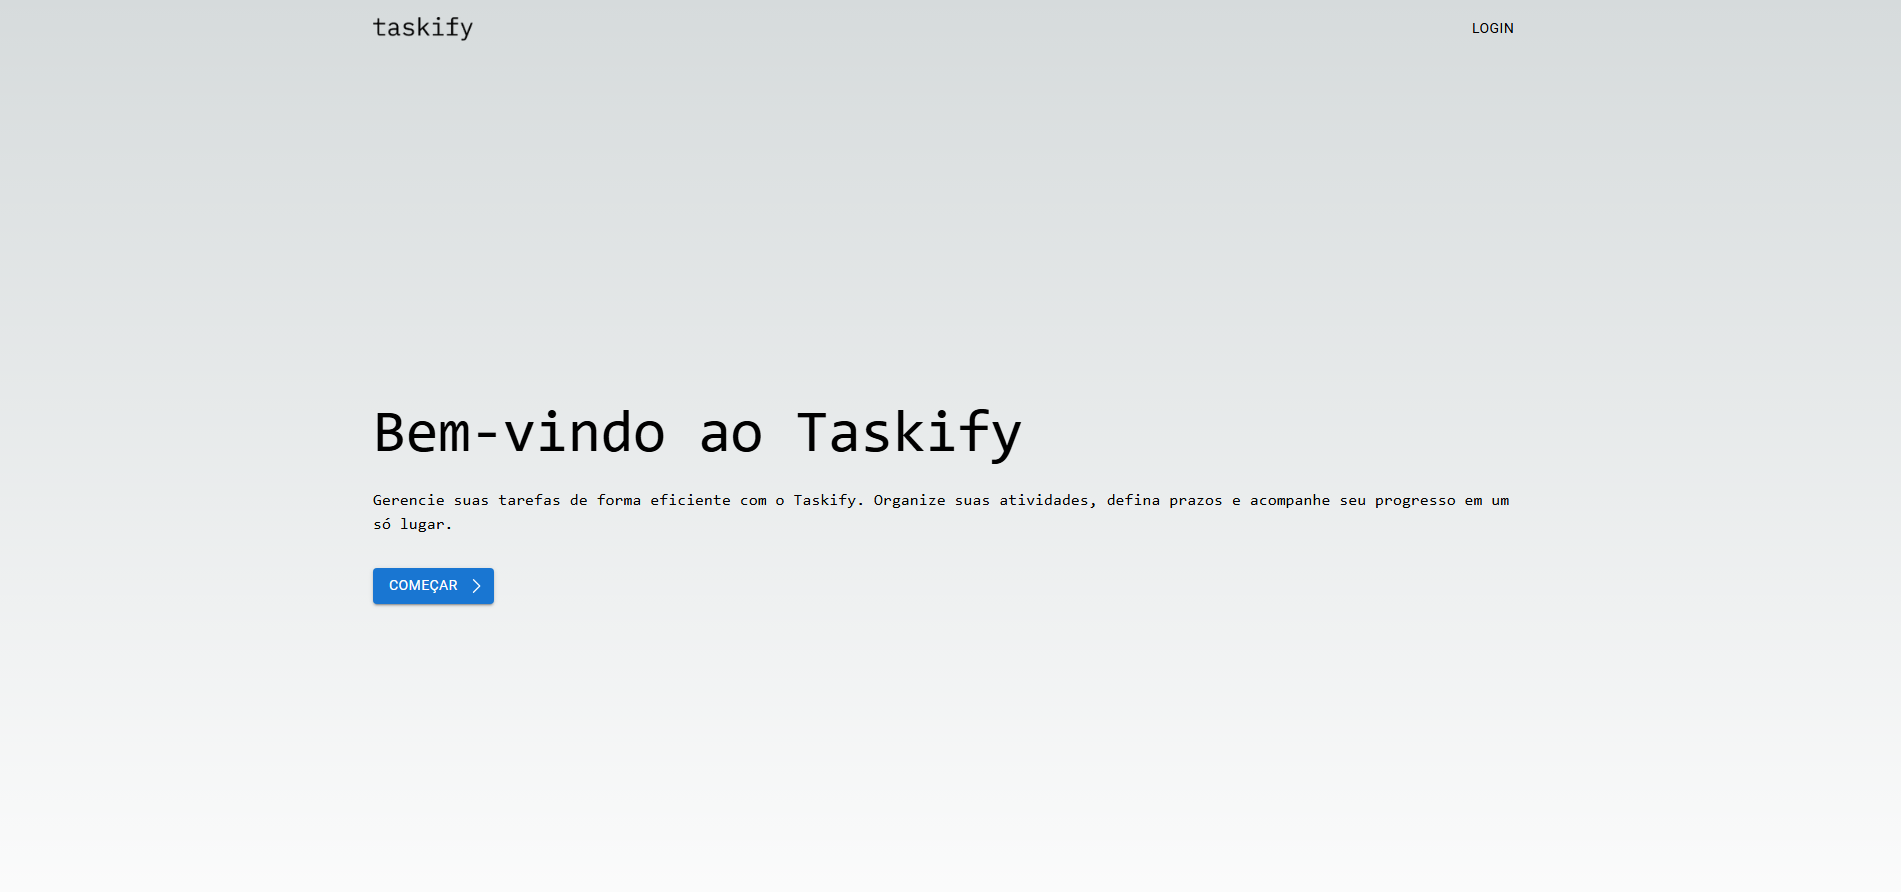 taskify
LOGIN
Bem-vindo ao Taskify
Gerencie suas tarefas de forma eficiente com o Taskify. Organize suas atividades, defina prazos e acompanhe seu progresso em um
só lugar.
COMEÇAR